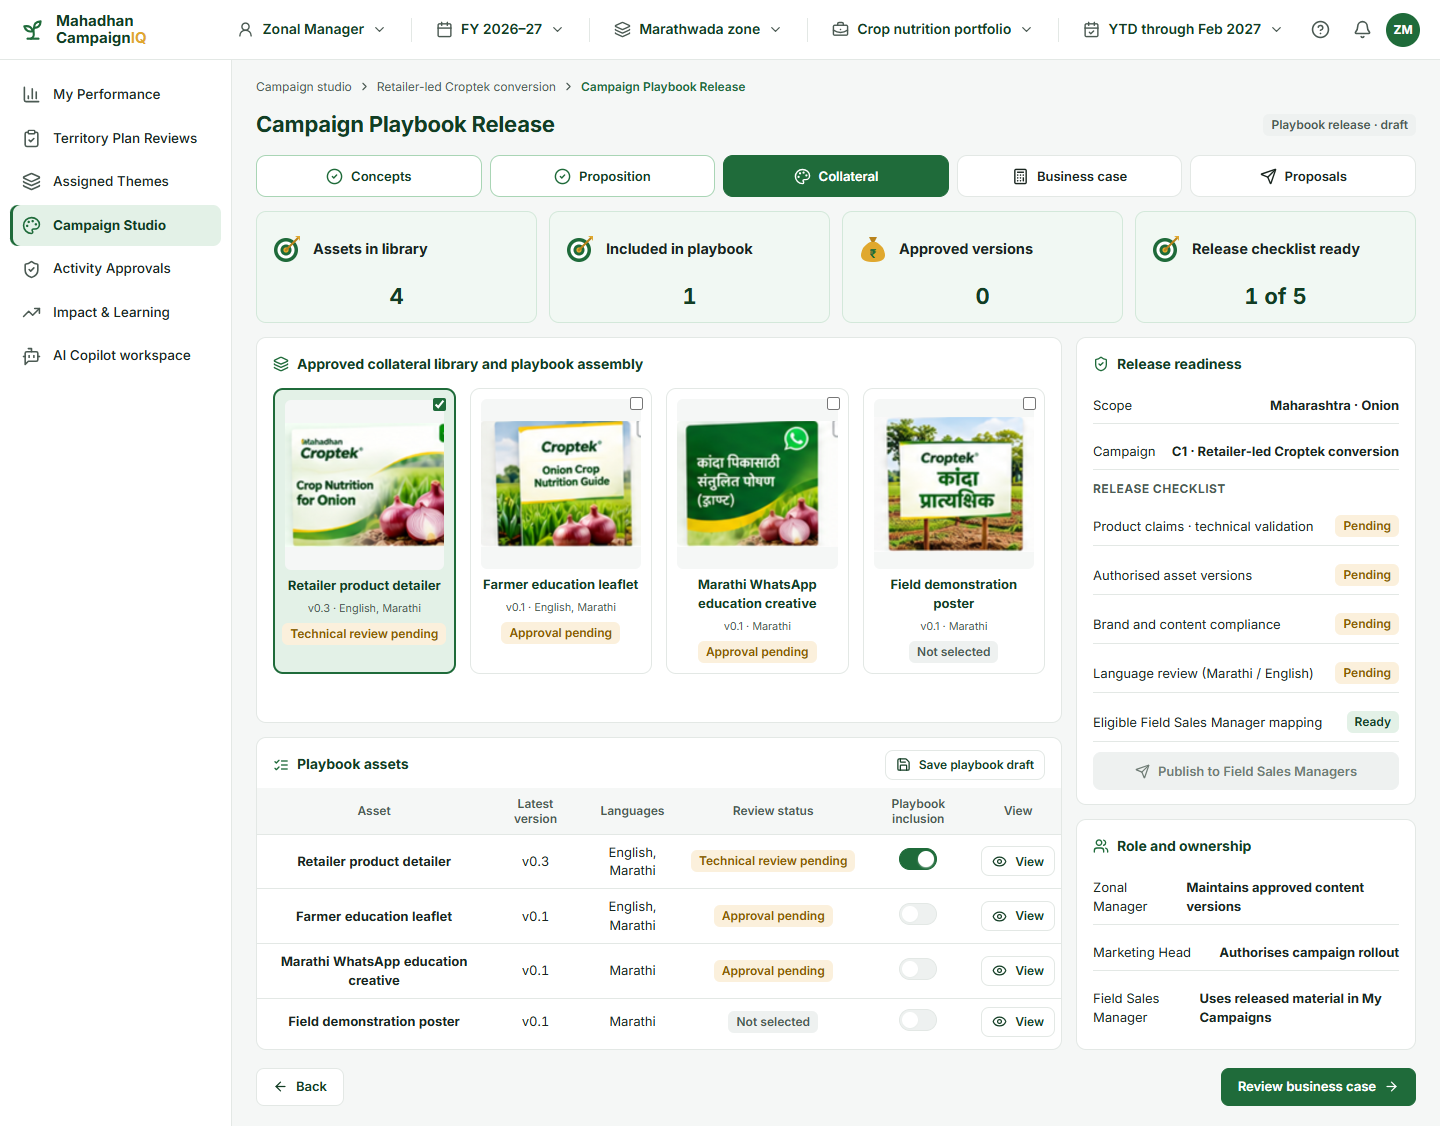 Mahadhan
CampaignIQ
Zonal Manager
FY 2026–27
Marathwada zone
Crop nutrition portfolio
YTD through Feb 2027
ZM
My Performance
Territory Plan Reviews
Assigned Themes
Campaign Studio
Activity Approvals
Impact & Learning
AI Copilot workspace
Campaign studio > Retailer-led Croptek conversion > Campaign Playbook Release
Campaign Playbook Release
Playbook release · draft
Concepts
Proposition
Collateral
Business case
Proposals
Assets in library
4
Included in playbook
1
Approved versions
0
Release checklist ready
1 of 5
Approved collateral library and playbook assembly
Mahadhan
Croptek®
Crop Nutrition
for Onion
Retailer product detailer
v0.3 · English, Marathi
Technical review pending
Croptek®
Onion Crop
Nutrition Guide
Farmer education leaflet
v0.1 · English, Marathi
Approval pending
कांदा पिकासाठी
संतुलित पोषण
Marathi WhatsApp
education creative
v0.1 · Marathi
Approval pending
Croptek®
कांदा
प्रात्यक्षिक
Field demonstration
poster
v0.1 · Marathi
Not selected
Playbook assets
Save playbook draft
Asset
Latest
version
Languages
Review status
Playbook
inclusion
View
Retailer product detailer
v0.3
English,
Marathi
Technical review pending
View
Farmer education leaflet
v0.1
English,
Marathi
Approval pending
View
Marathi WhatsApp education
creative
v0.1
Marathi
Approval pending
View
Field demonstration poster
v0.1
Marathi
Not selected
View
Release readiness
Scope
Maharashtra · Onion
Campaign
C1 · Retailer-led Croptek conversion
RELEASE CHECKLIST
Product claims · technical validation
Pending
Authorised asset versions
Pending
Brand and content compliance
Pending
Language review (Marathi / English)
Pending
Eligible Field Sales Manager mapping
Ready
Publish to Field Sales Managers
Role and ownership
Zonal
Manager
Maintains approved content
versions
Marketing Head
Authorises campaign rollout
Field Sales
Manager
Uses released material in My
Campaigns
Back
Review business case